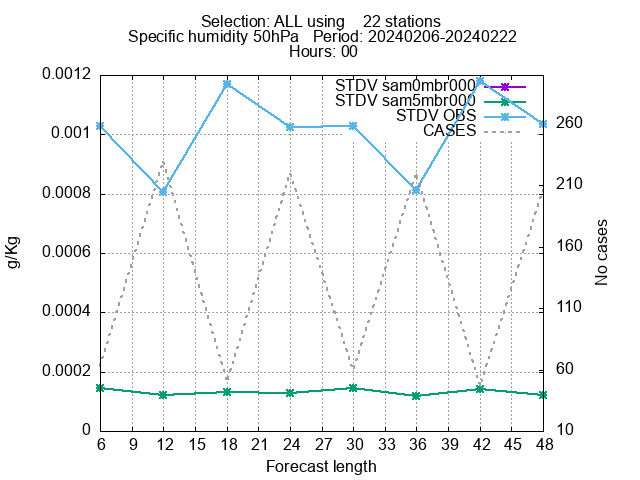 Selection: ALL using    22 stations
Specific humidity 50hPa   Period: 20240206-20240222
Hours: 00
0.0012
0.001
0.0008
0.0006
0.0004
0.0002
0
g/Kg
STDV sam0mbr000
STDV sam5mbr000
STDV OBS
CASES
260
210
160
110
60
10
No cases
6 9 12 15 18 21 24 27 30 33 36 39 42 45 48
Forecast length